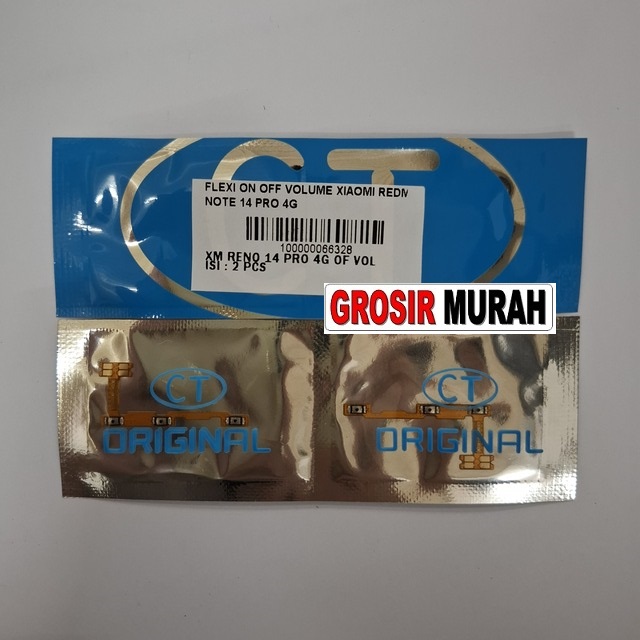 CT
FLEXI ON OFF VOLUME XIAOMI REDM
NOTE 14 PRO 4G
100000066328
XM RENO 14 PRO 4G OF VOL
ISI : 2 PCS
GROSIR MURAH
CT
ORIGINAL
CT
ORIGINAL